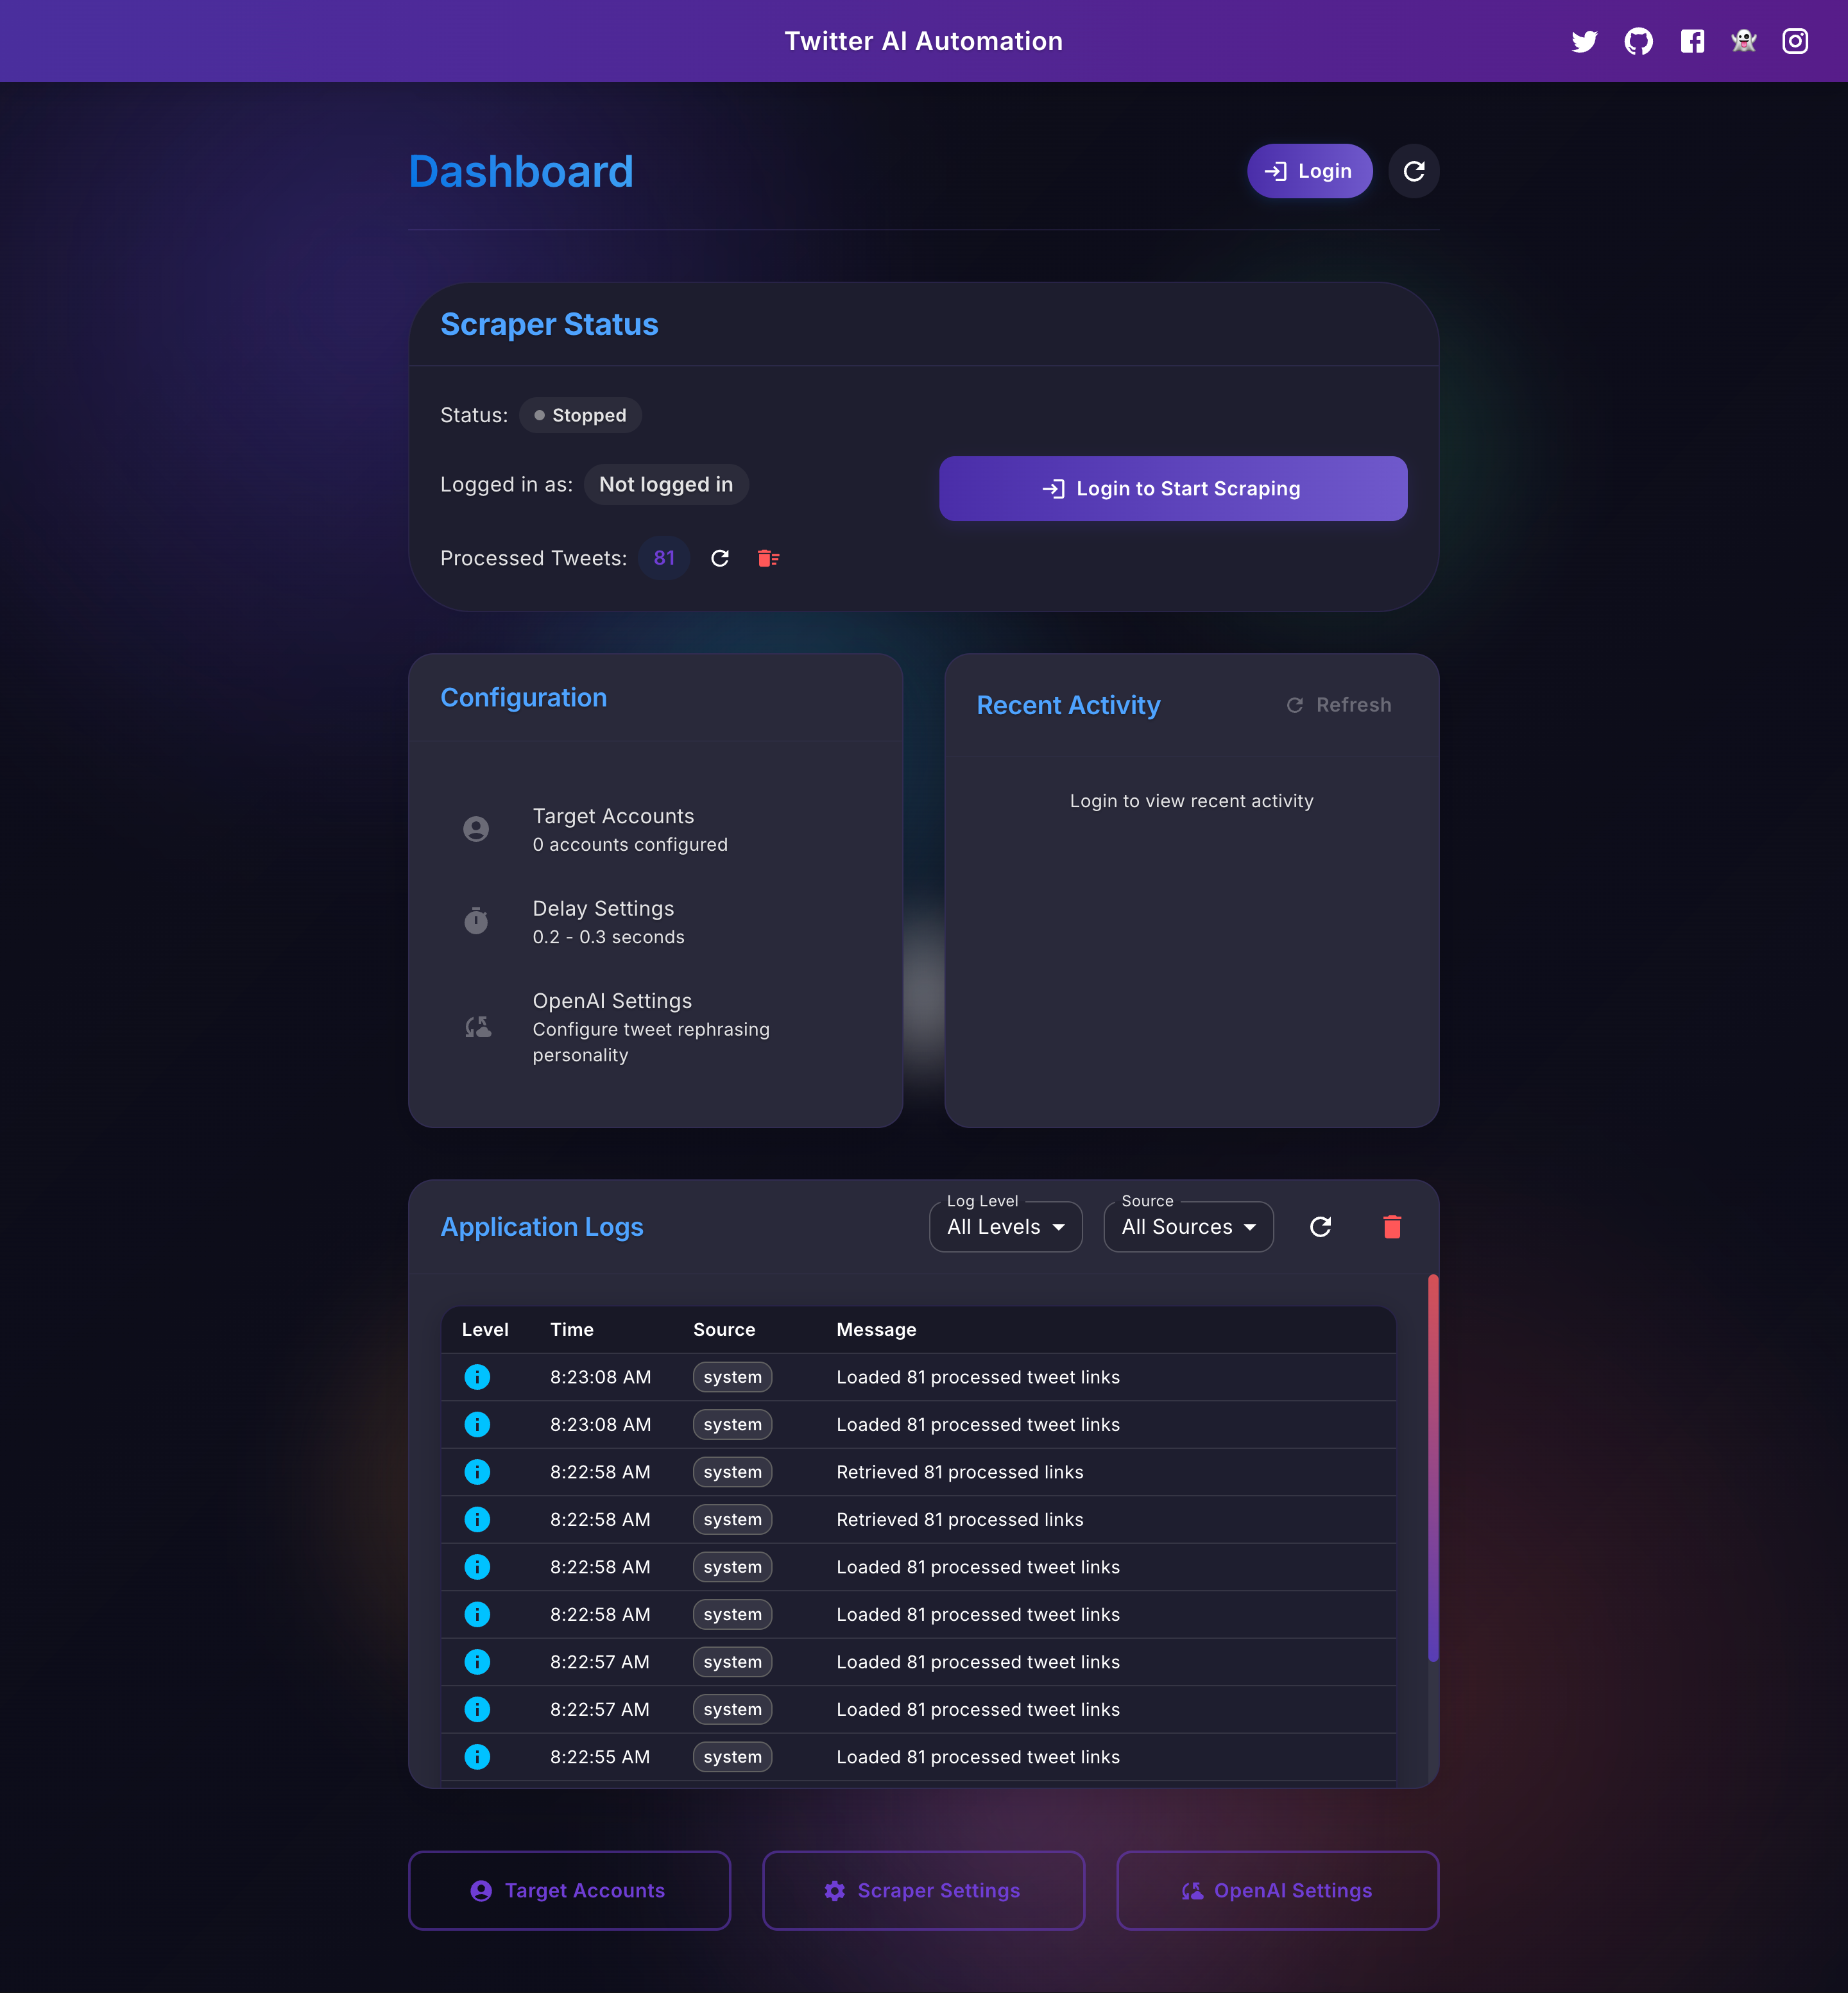 Twitter AI Automation
Dashboard
Login
Scraper Status
Status: Stopped
Logged in as: Not logged in
Login to Start Scraping
Processed Tweets: 81
Configuration
Target Accounts
0 accounts configured
Delay Settings
0.2 - 0.3 seconds
OpenAI Settings
Configure tweet rephrasing
personality
Recent Activity
Refresh
Login to view recent activity
Application Logs
Log Level
All Levels
Source
All Sources
Level Time Source Message
8:23:08 AM system Loaded 81 processed tweet links
8:23:08 AM system Loaded 81 processed tweet links
8:22:58 AM system Retrieved 81 processed links
8:22:58 AM system Retrieved 81 processed links
8:22:58 AM system Loaded 81 processed tweet links
8:22:58 AM system Loaded 81 processed tweet links
8:22:57 AM system Loaded 81 processed tweet links
8:22:57 AM system Loaded 81 processed tweet links
8:22:55 AM system Loaded 81 processed tweet links
Target Accounts
Scraper Settings
OpenAI Settings